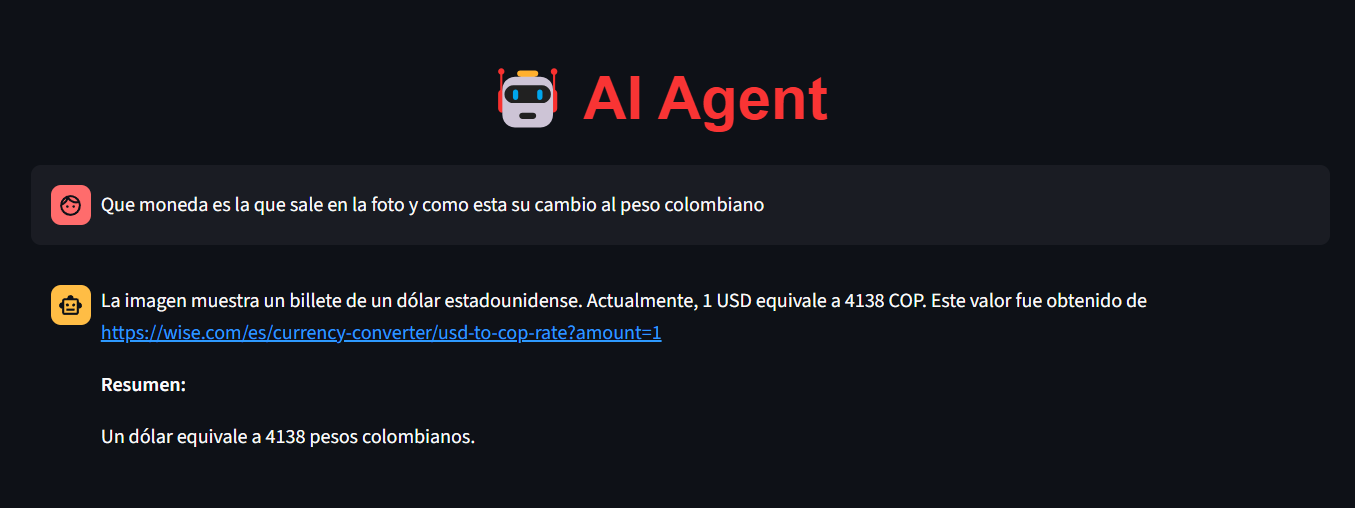 AI Agent
Que moneda es la que sale en la foto y como esta su cambio al peso colombiano
La imagen muestra un billete de un dólar estadounidense. Actualmente, 1 USD equivale a 4138 COP. Este valor fue obtenido de
https://wise.com/es/currency-converter/usd-to-cop-rate?amount=1
Resumen:
Un dólar equivale a 4138 pesos colombianos.